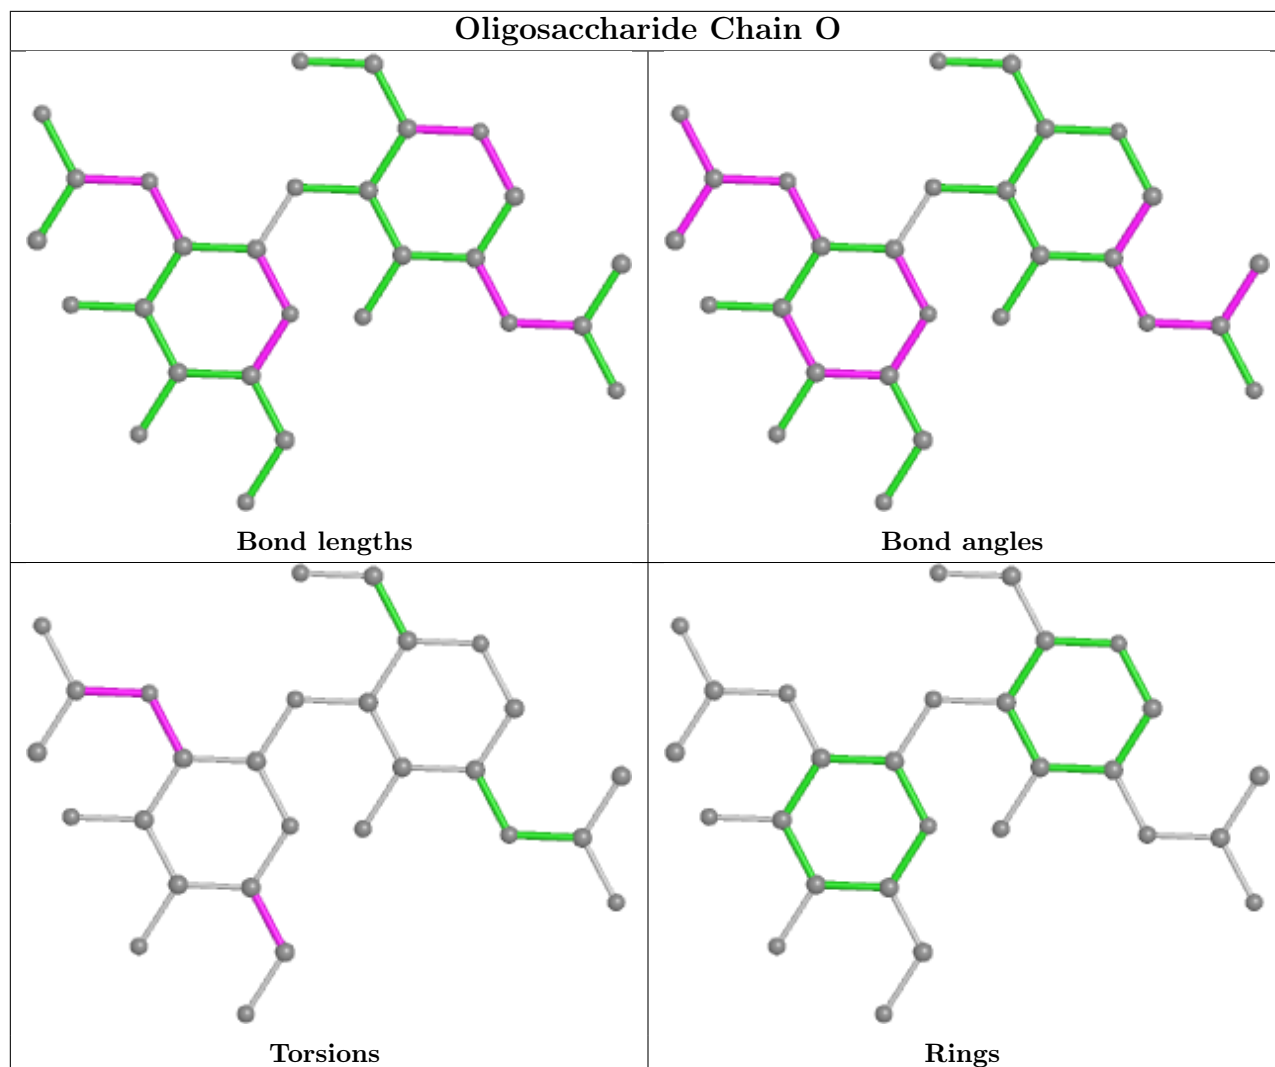 Oligosaccharide Chain O
Bond lengths
Bond angles
Torsions
Rings